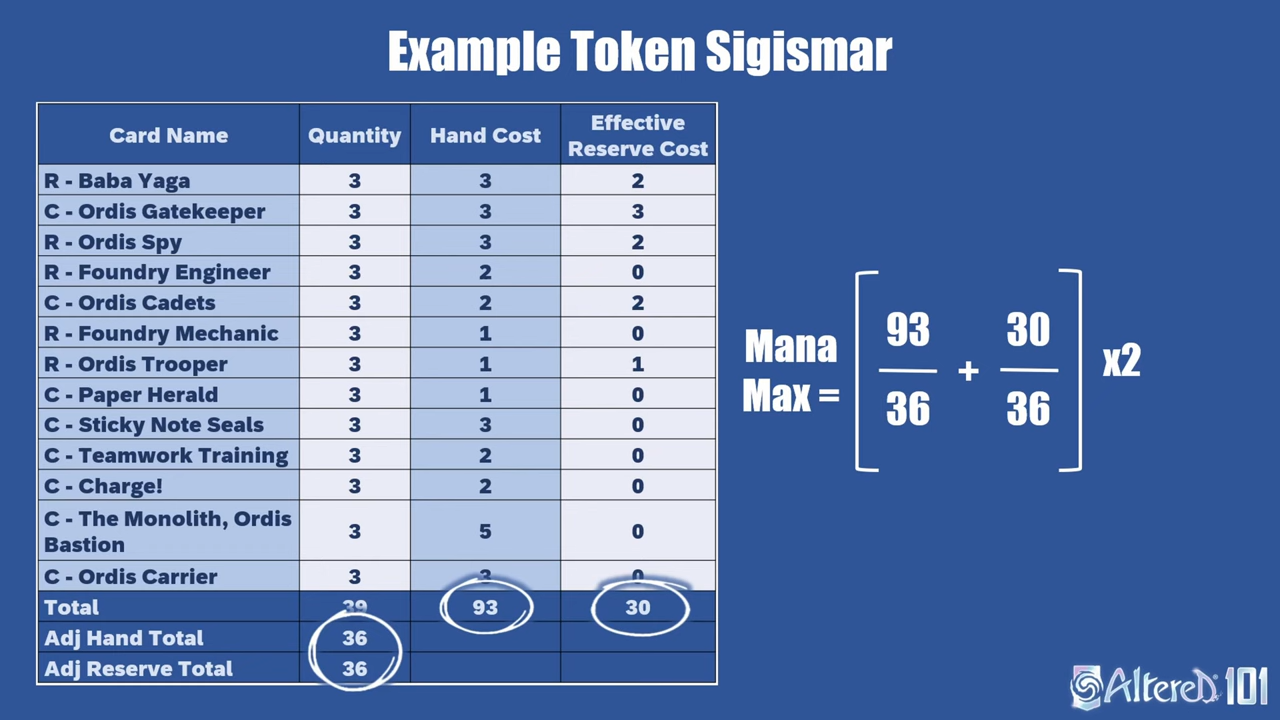 Example Token Sigismar
Card Name Quantity Hand Cost Effective Reserve Cost
R - Baba Yaga 3 3 2
C - Ordis Gatekeeper 3 3 3
R - Ordis Spy 3 3 2
R - Foundry Engineer 3 2 0
C - Ordis Cadets 3 2 2
R - Foundry Mechanic 3 1 0
R - Ordis Trooper 3 1 1
C - Paper Herald 3 1 0
C - Sticky Note Seals 3 3 0
C - Teamwork Training 3 2 0
C - Charge! 3 2 0
C - The Monolith, Ordis Bastion 3 5 0
C - Ordis Carrier 3 3 0
Total 39 93 30
Adj Hand Total 36
Adj Reserve Total 36
Mana Max = [ 93/36 + 30/36 ] x2
Altered 101